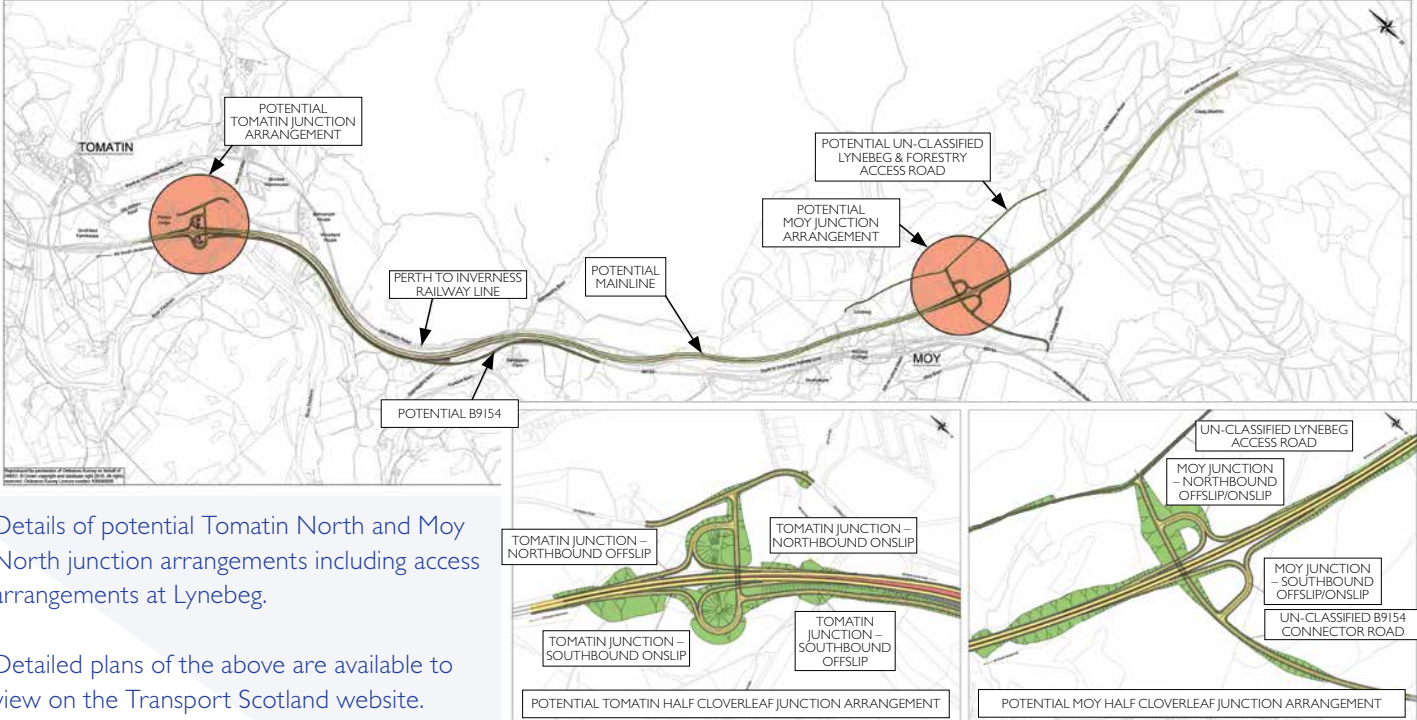 TOMATIN
POTENTIAL
TOMATIN JUNCTION
ARRANGEMENT
PERTH TO INVERNESS
RAILWAY LINE
POTENTIAL
MAINLINE
POTENTIAL B9154
POTENTIAL UN-CLASSIFIED
LYNEBEG & FORESTRY
ACCESS ROAD
POTENTIAL
MOY JUNCTION
ARRANGEMENT
MOY
Details of potential Tomatin North and Moy
North junction arrangements including access
arrangements at Lynebeg.
Detailed plans of the above are available to
view on the Transport Scotland website.
TOMATIN JUNCTION –
NORTHBOUND OFFSLIP
TOMATIN JUNCTION –
NORTHBOUND ONSLIP
TOMATIN JUNCTION –
SOUTHBOUND ONSLIP
TOMATIN
JUNCTION –
SOUTHBOUND
OFFSLIP
POTENTIAL TOMATIN HALF CLOVERLEAF JUNCTION ARRANGEMENT
UN-CLASSIFIED LYNEBEG
ACCESS ROAD
MOY JUNCTION
– NORTHBOUND
OFFSLIP/ONSLIP
MOY JUNCTION
– SOUTHBOUND
OFFSLIP/ONSLIP
UN-CLASSIFIED B9154
CONNECTOR ROAD
POTENTIAL MOY HALF CLOVERLEAF JUNCTION ARRANGEMENT